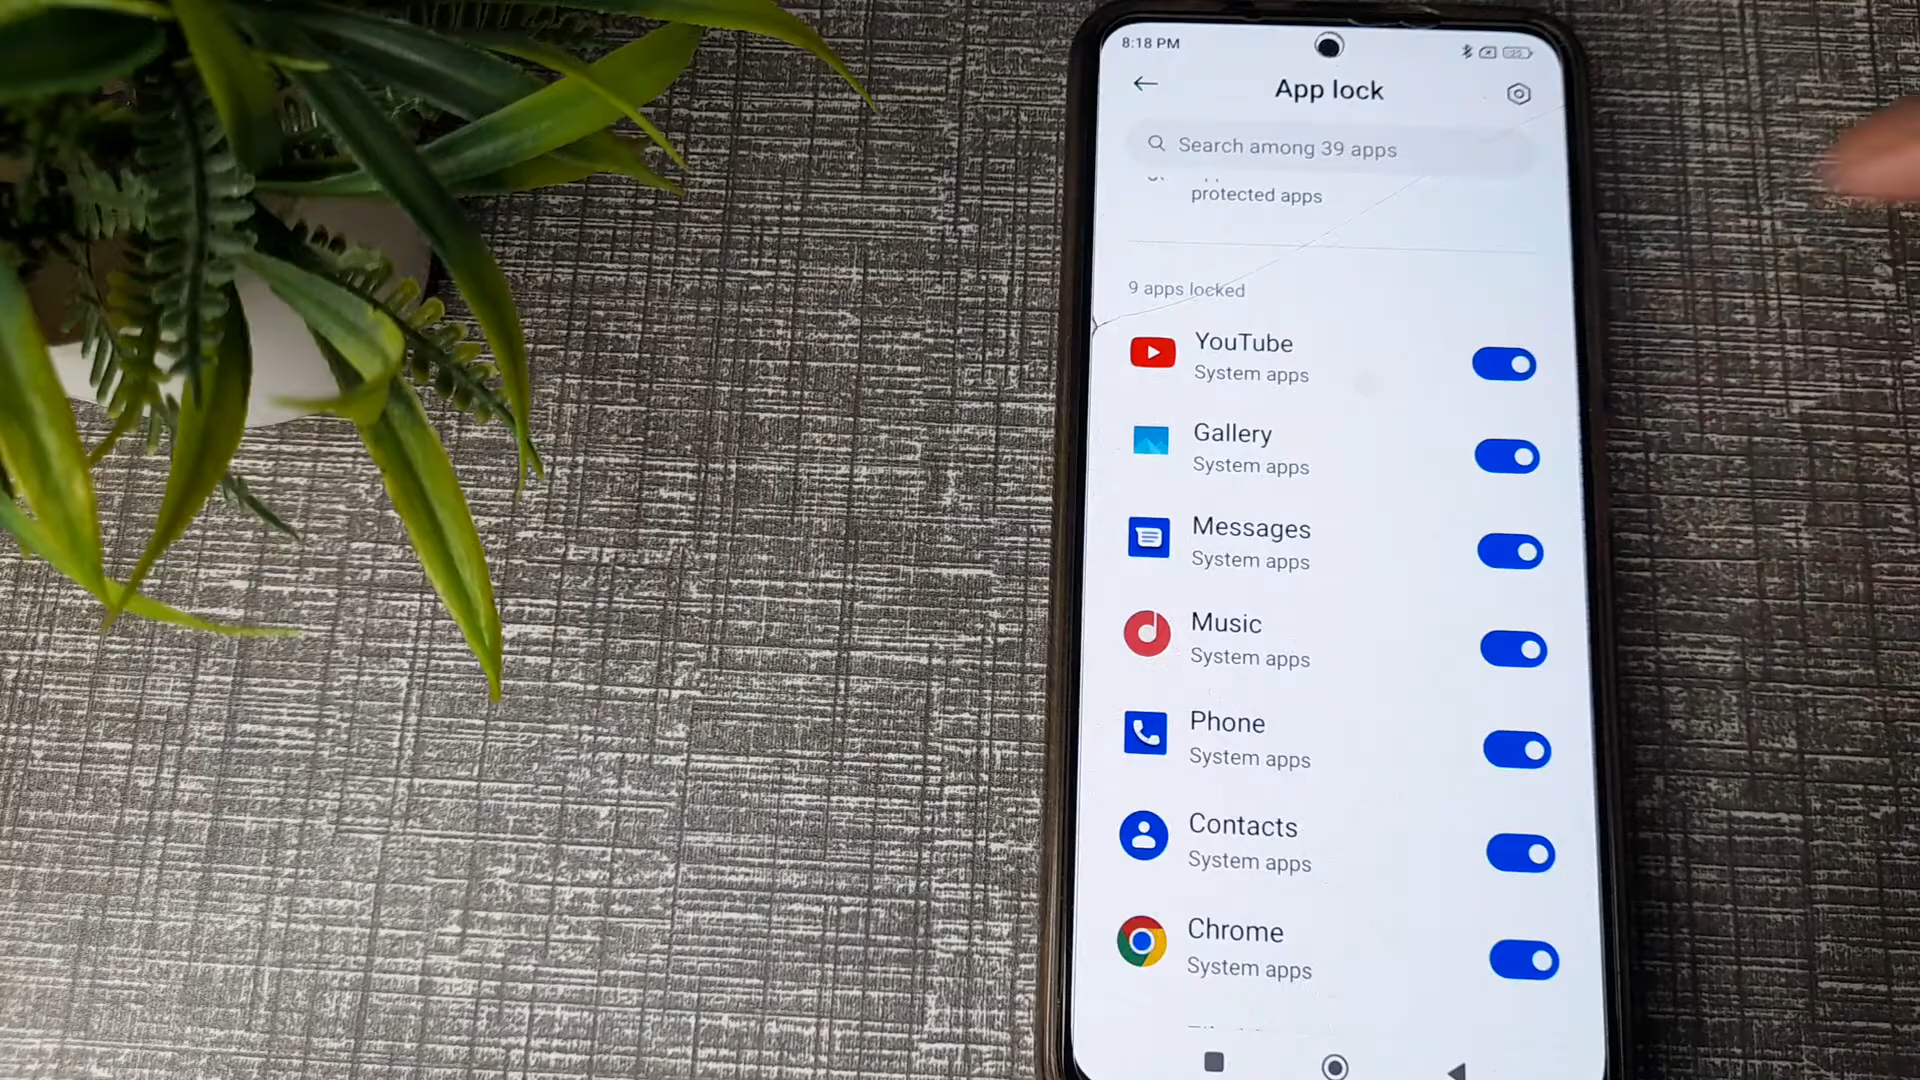 8:18 PM
25
App lock
Search among 39 apps
protected apps
9 apps locked
YouTube
System apps
Gallery
System apps
Messages
System apps
Music
System apps
Phone
System apps
Contacts
System apps
Chrome
System apps